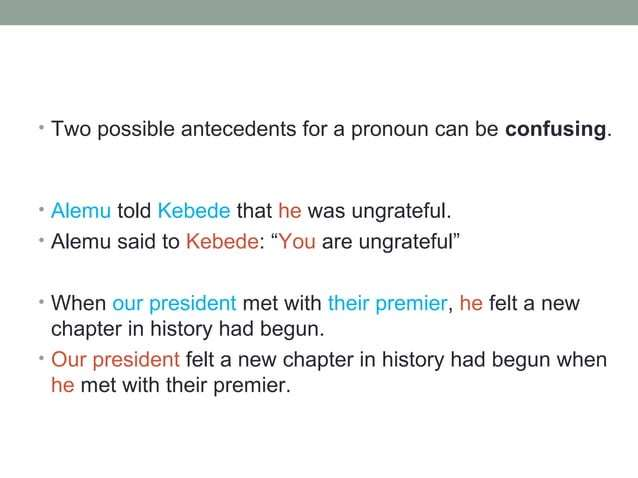 • Two possible antecedents for a pronoun can be confusing.
• Alemu told Kebede that he was ungrateful.
• Alemu said to Kebede: “You are ungrateful”
• When our president met with their premier, he felt a new
chapter in history had begun.
• Our president felt a new chapter in history had begun when
he met with their premier.